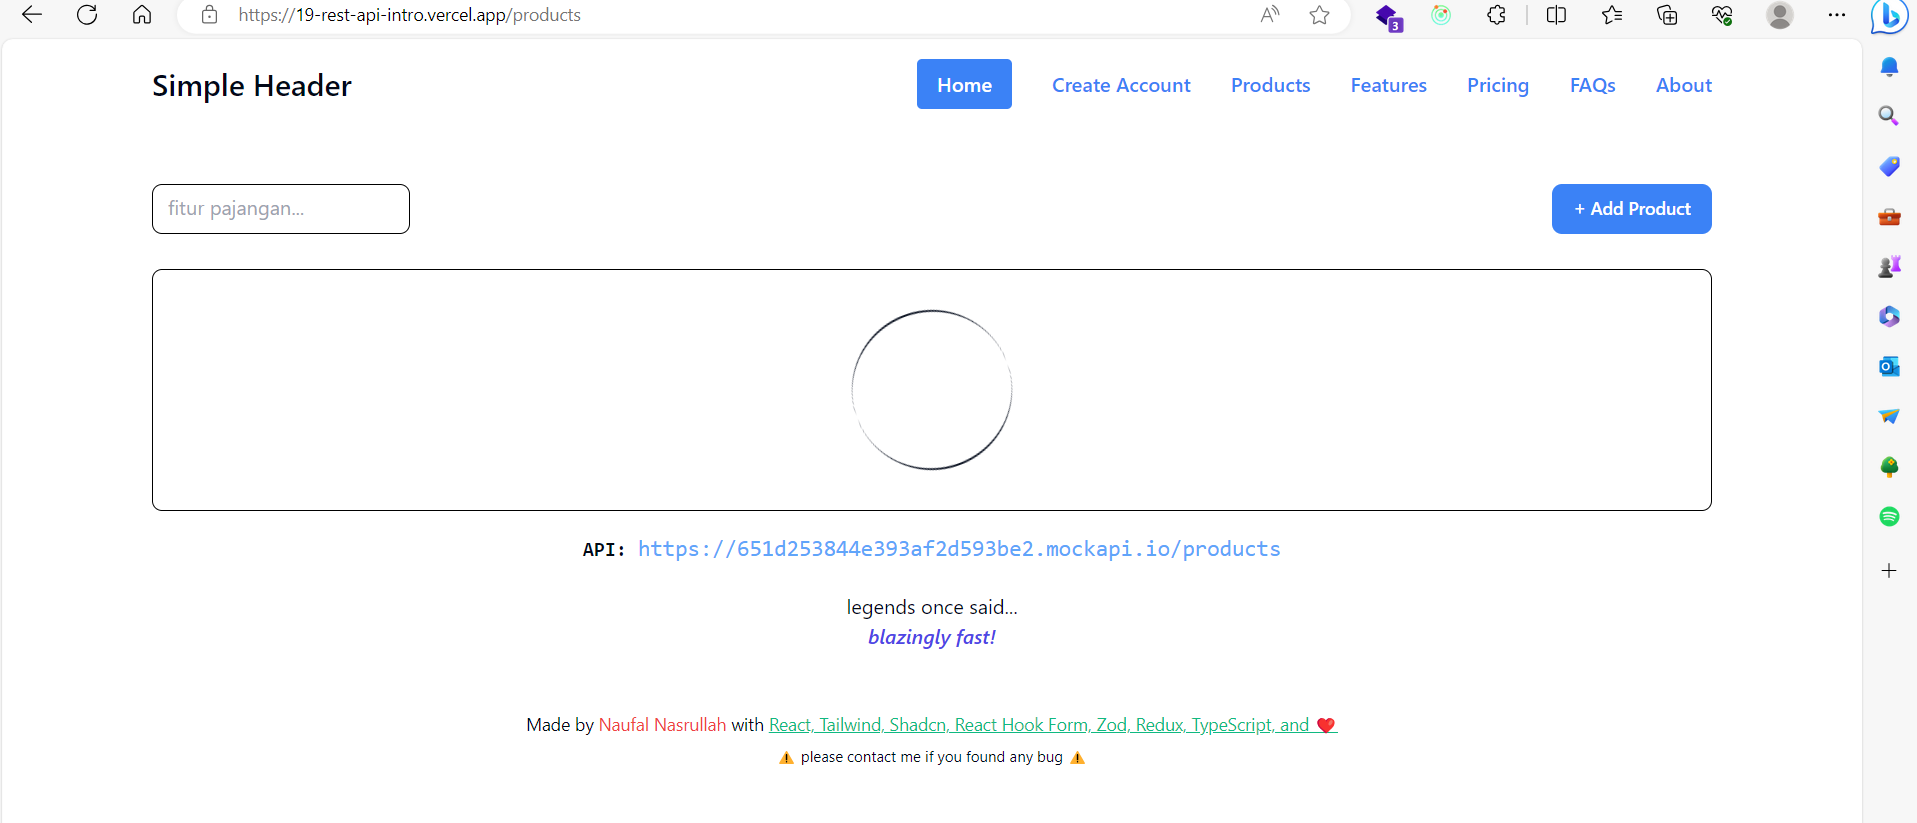 https://19-rest-api-intro.vercel.app/products
3
Simple Header
Home Create Account Products Features Pricing FAQs About
fitur pajangan...
+ Add Product
API: https://651d253844e393af2d593be2.mockapi.io/products
legends once said...
blazingly fast!
Made by Naufal Nasrullah with React, Tailwind, Shadcn, React Hook Form, Zod, Redux, TypeScript, and ❤️
⚠️ please contact me if you found any bug ⚠️